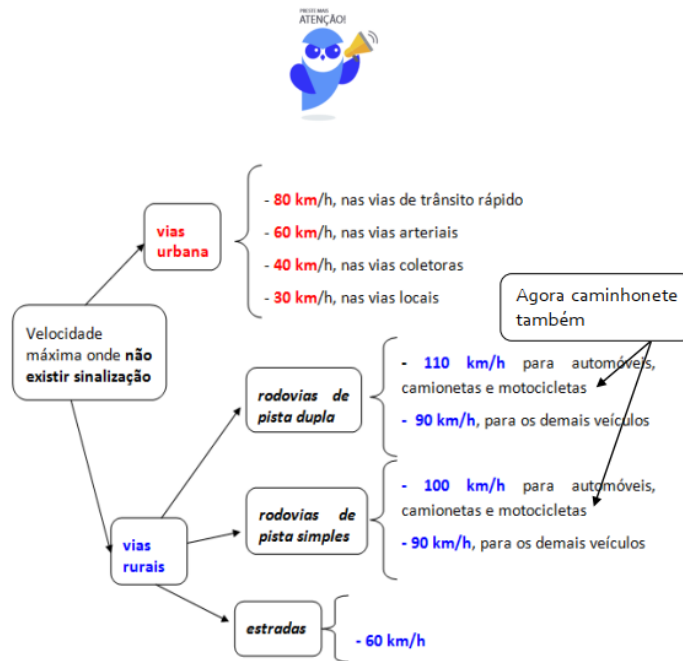 PRESTE MAIS
ATENÇÃO!
vias
urbana
- 80 km/h, nas vias de trânsito rápido
- 60 km/h, nas vias arteriais
- 40 km/h, nas vias coletoras
- 30 km/h, nas vias locais
Agora caminhonete
também
Velocidade
máxima onde não
existir sinalização
rodovias de
pista dupla
- 110 km/h para automóveis,
camionetas e motocicletas
- 90 km/h, para os demais veículos
rodovias de
pista simples
- 100 km/h para automóveis,
camionetas e motocicletas
- 90 km/h, para os demais veículos
vias
rurais
estradas
- 60 km/h